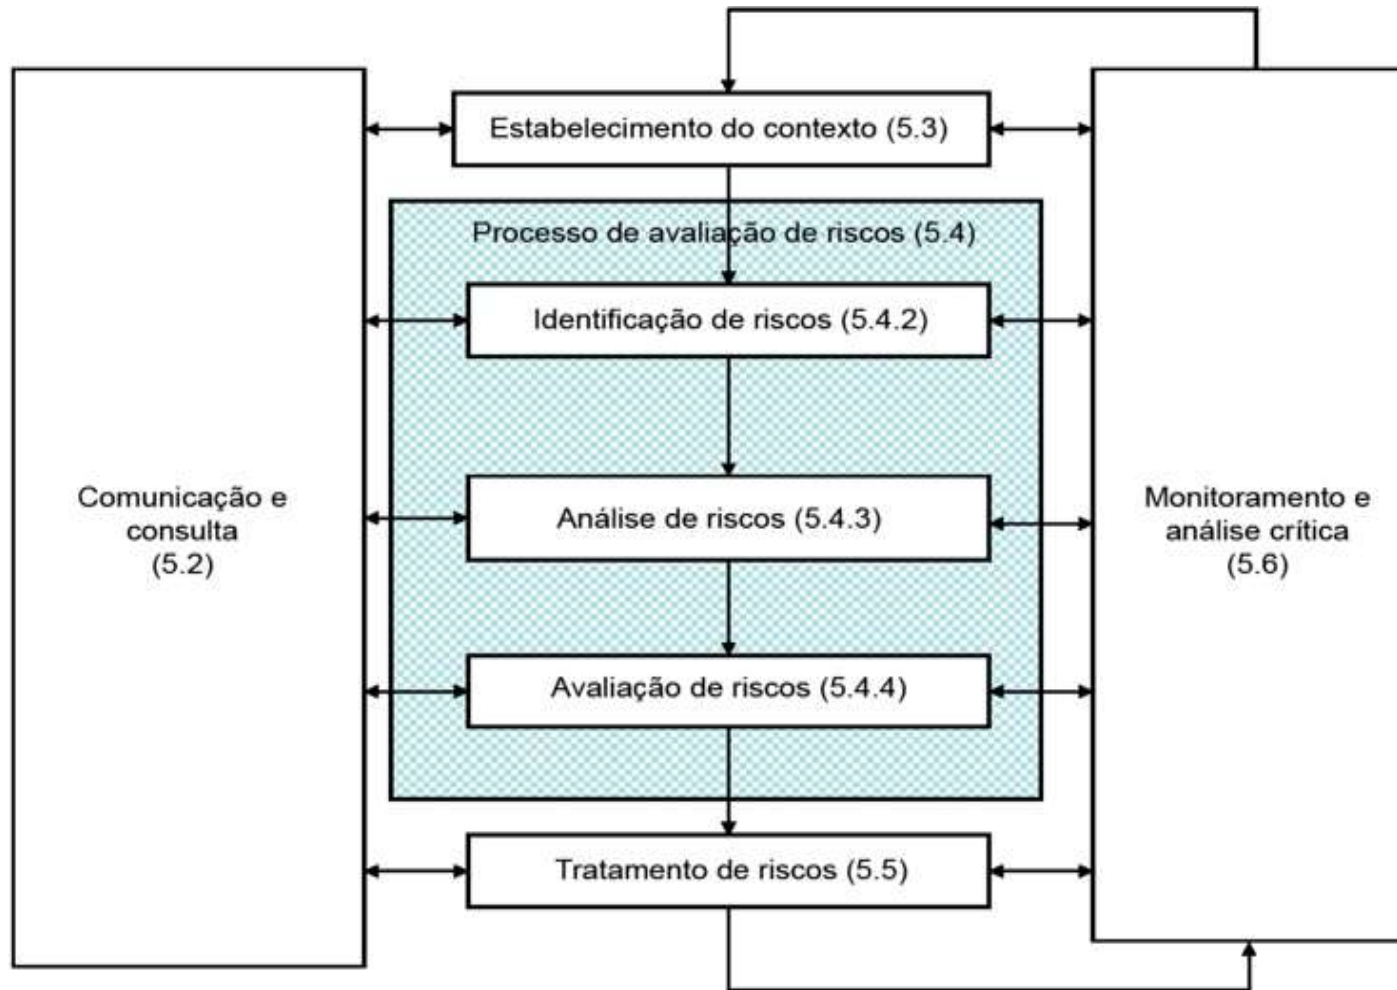 Estabelecimento do contexto (5.3)
Processo de avaliação de riscos (5.4)
Identificação de riscos (5.4.2)
Comunicação e
consulta
(5.2)
Análise de riscos (5.4.3)
Monitoramento e
análise crítica
(5.6)
Avaliação de riscos (5.4.4)
Tratamento de riscos (5.5)